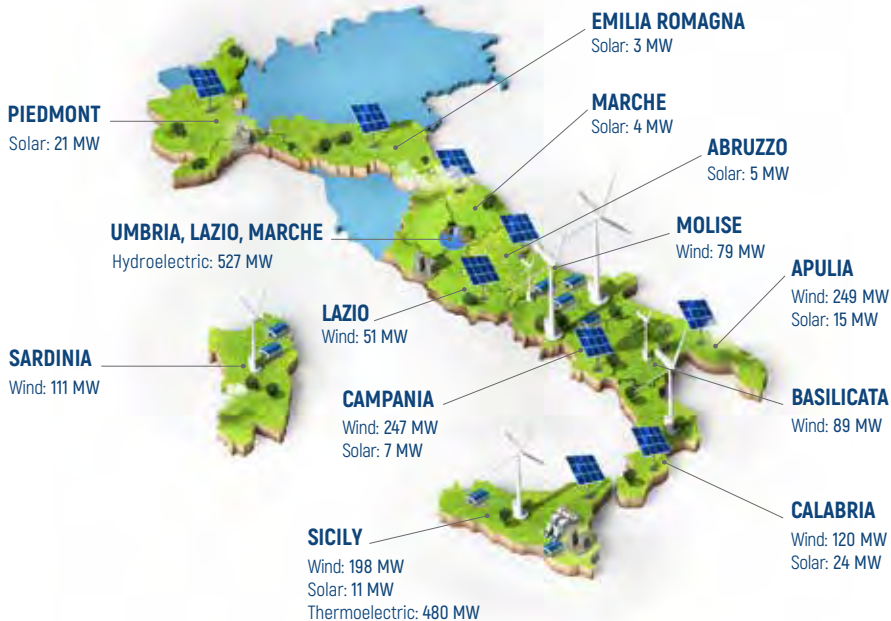 EMILIA ROMAGNA
Solar: 3 MW
PIEDMONT
Solar: 21 MW
MARCHE
Solar: 4 MW
ABRUZZO
Solar: 5 MW
UMBRIA, LAZIO, MARCHE
Hydroelectric: 527 MW
MOLISE
Wind: 79 MW
APULIA
Wind: 249 MW
Solar: 15 MW
LAZIO
Wind: 51 MW
SARDINIA
Wind: 111 MW
CAMPANIA
Wind: 247 MW
Solar: 7 MW
BASILICATA
Wind: 89 MW
CALABRIA
Wind: 120 MW
Solar: 24 MW
SICILY
Wind: 198 MW
Solar: 11 MW
Thermoelectric: 480 MW